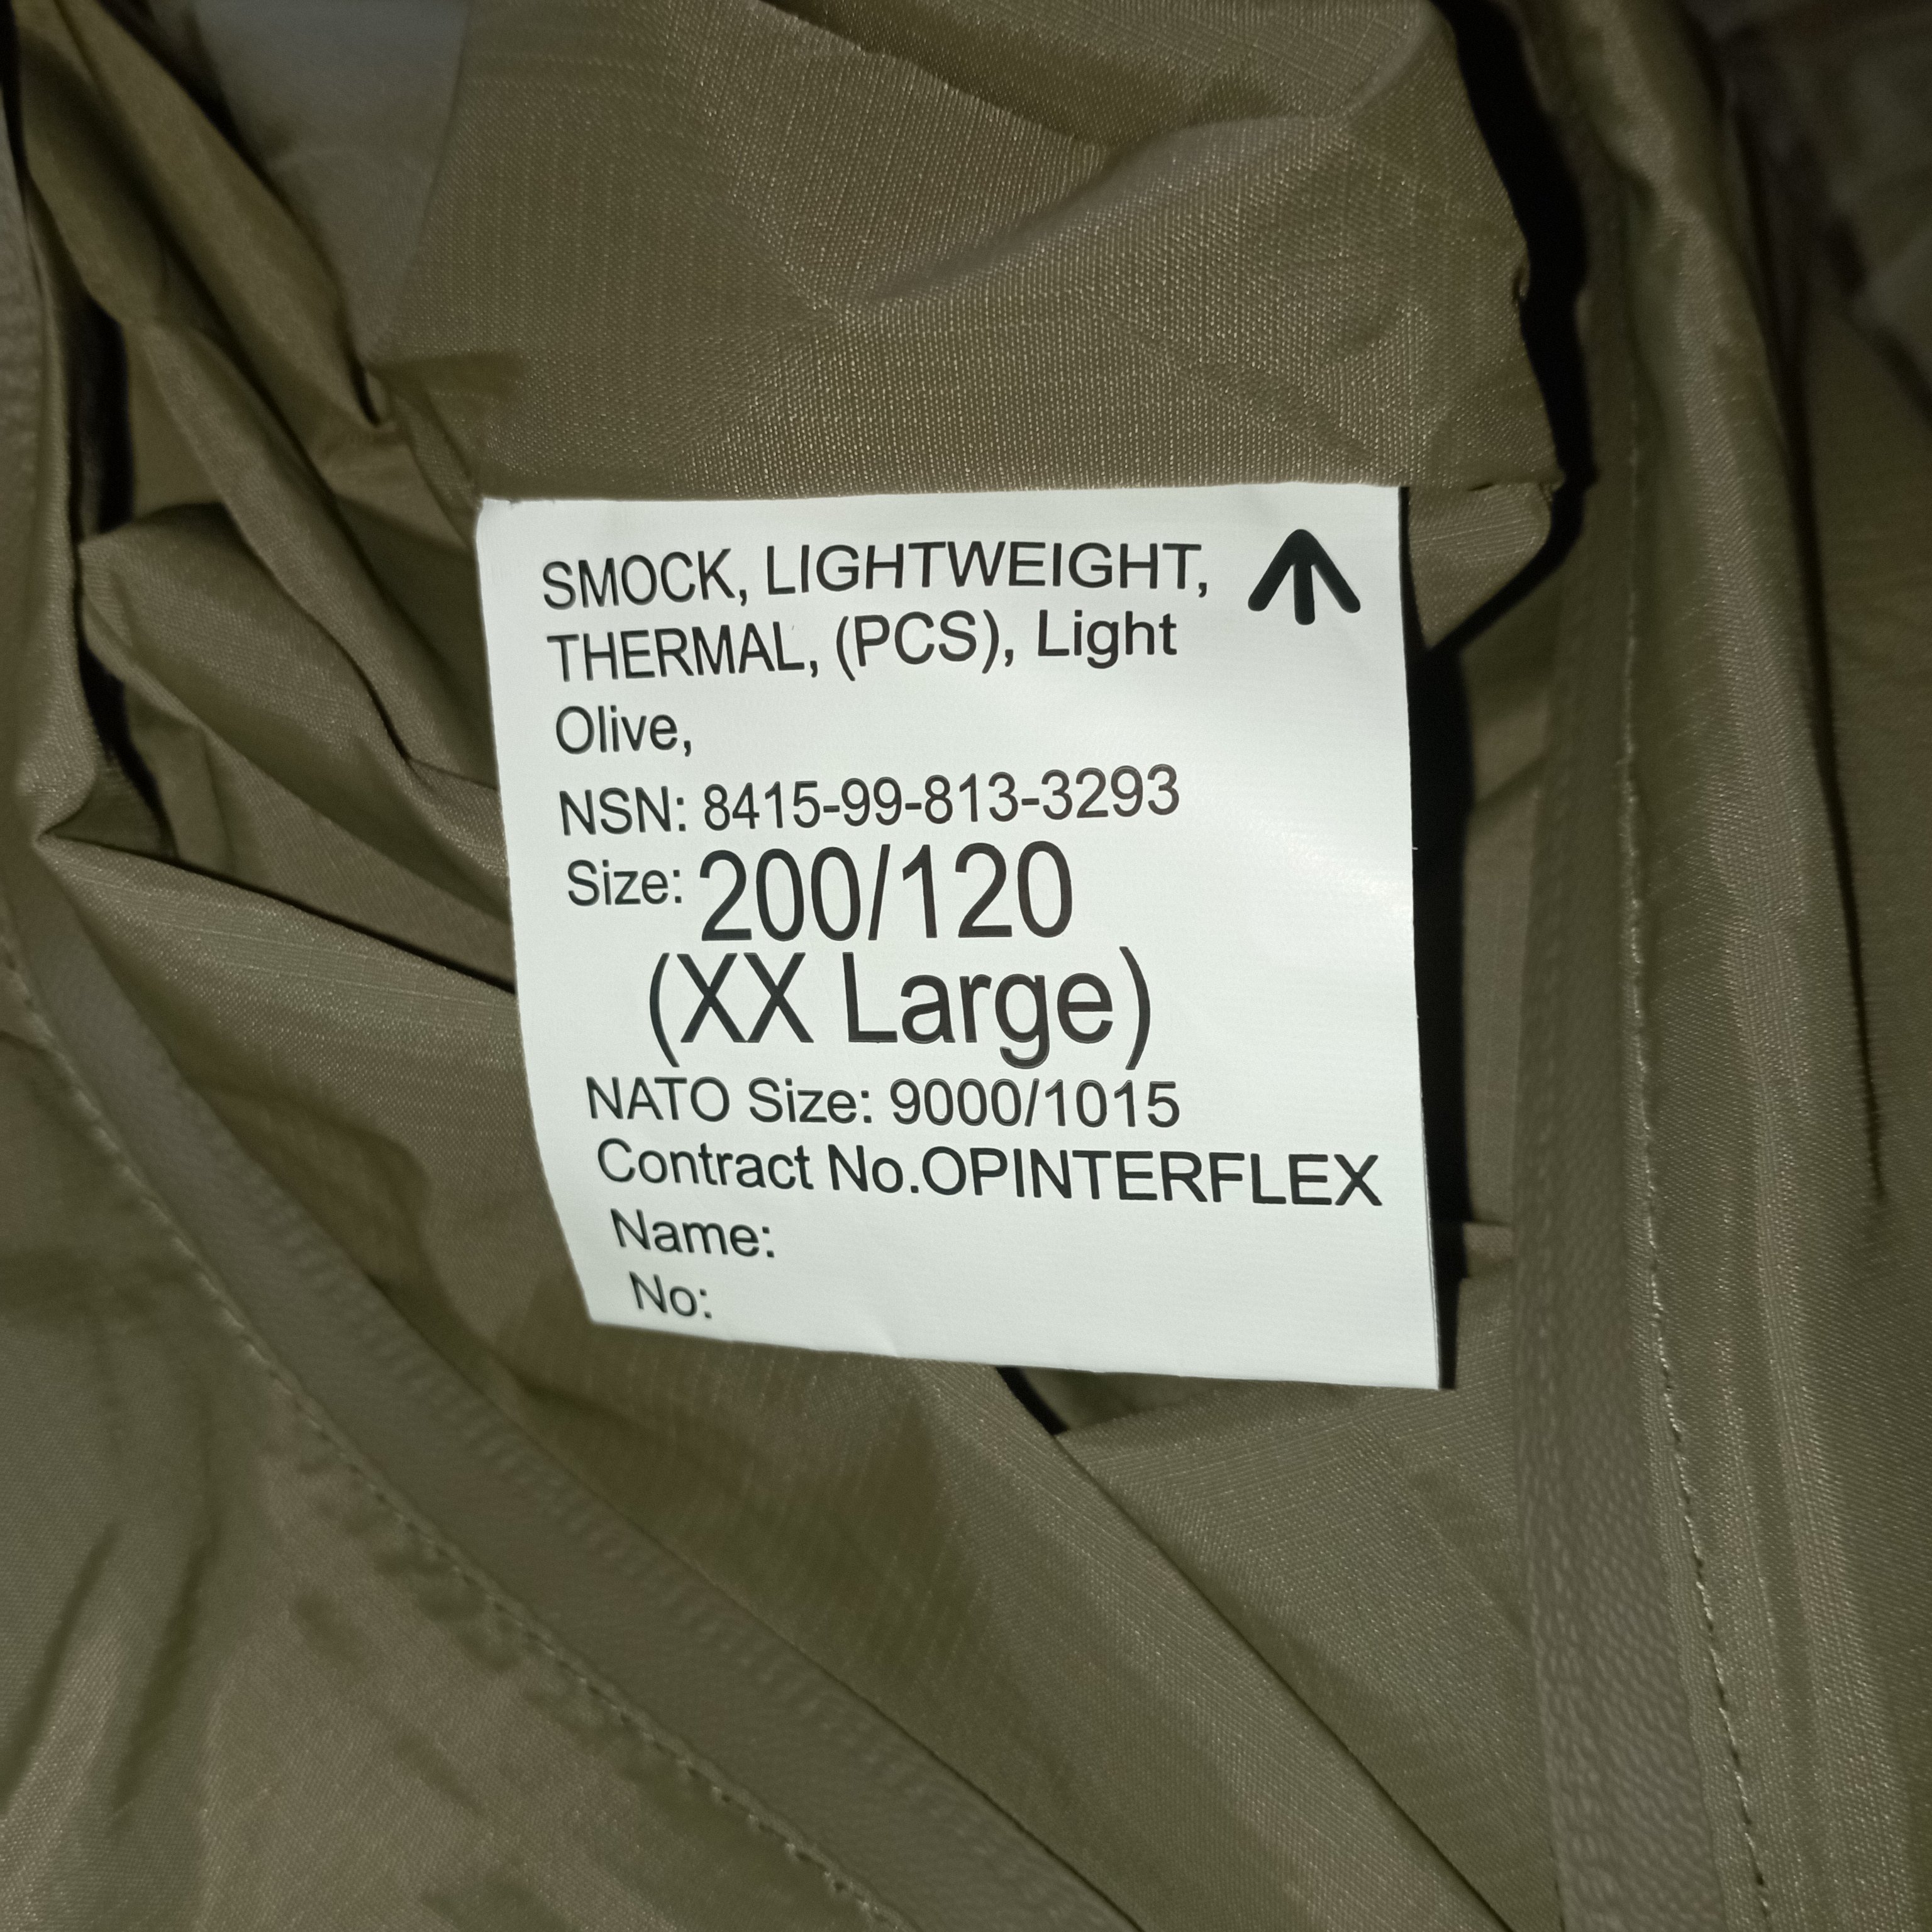 SMOCK, LIGHTWEIGHT,
THERMAL, (PCS), Light
Olive,
NSN: 8415-99-813-3293
Size: 200/120
(XX Large)
NATO Size: 9000/1015
Contract No.OPINTERFLEX
Name:
No: